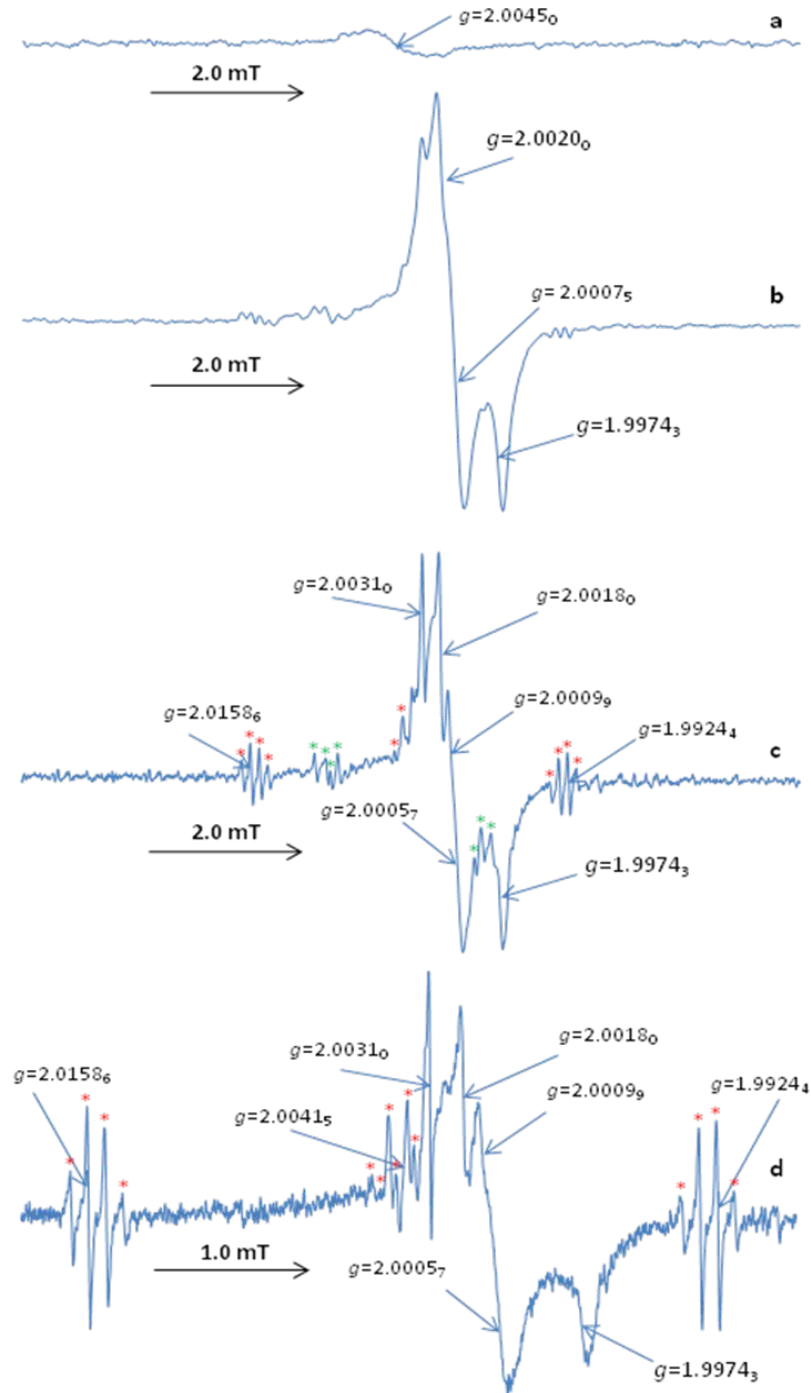 g=2.0045₀
a
2.0 mT
g=2.0020₀
g= 2.0007₅
b
2.0 mT
g=1.9974₃
g=2.0031₀
g=2.0018₀
g=2.0158₆
* * * *
* * * *
* *
g=2.0009₉
* * * *
g=1.9924₄
c
g=2.0005₇
* * *
2.0 mT
g=1.9974₃
g=2.0031₀
g=2.0018₀
g=2.0158₆
g=2.0009₉
g=1.9924₄
g=2.0041₅
* * * *
* * * * * *
* * * *
d
1.0 mT
g=2.0005₇
g=1.9974₃